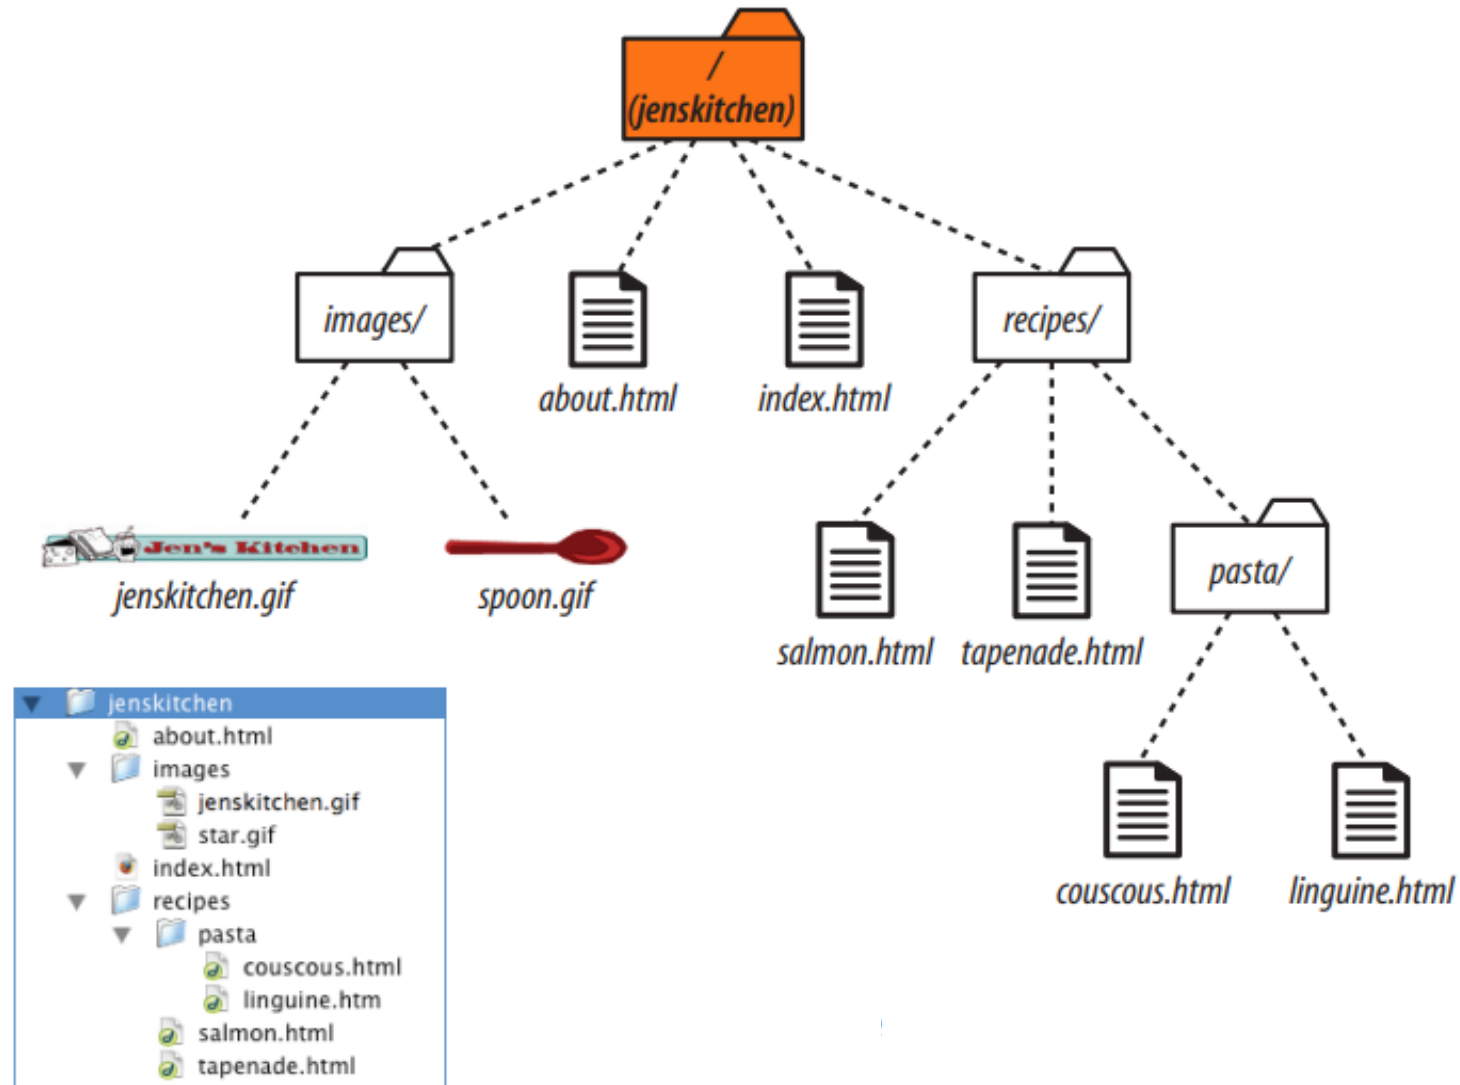 /
(jenskitchen)
images/
about.html
index.html
recipes/
Jen's Kitchen
jenskitchen.gif
spoon.gif
salmon.html
tapenade.html
pasta/
couscous.html
linguine.html
jenskitchen
about.html
images
jenskitchen.gif
star.gif
index.html
recipes
pasta
couscous.html
linguine.htm
salmon.html
tapenade.html